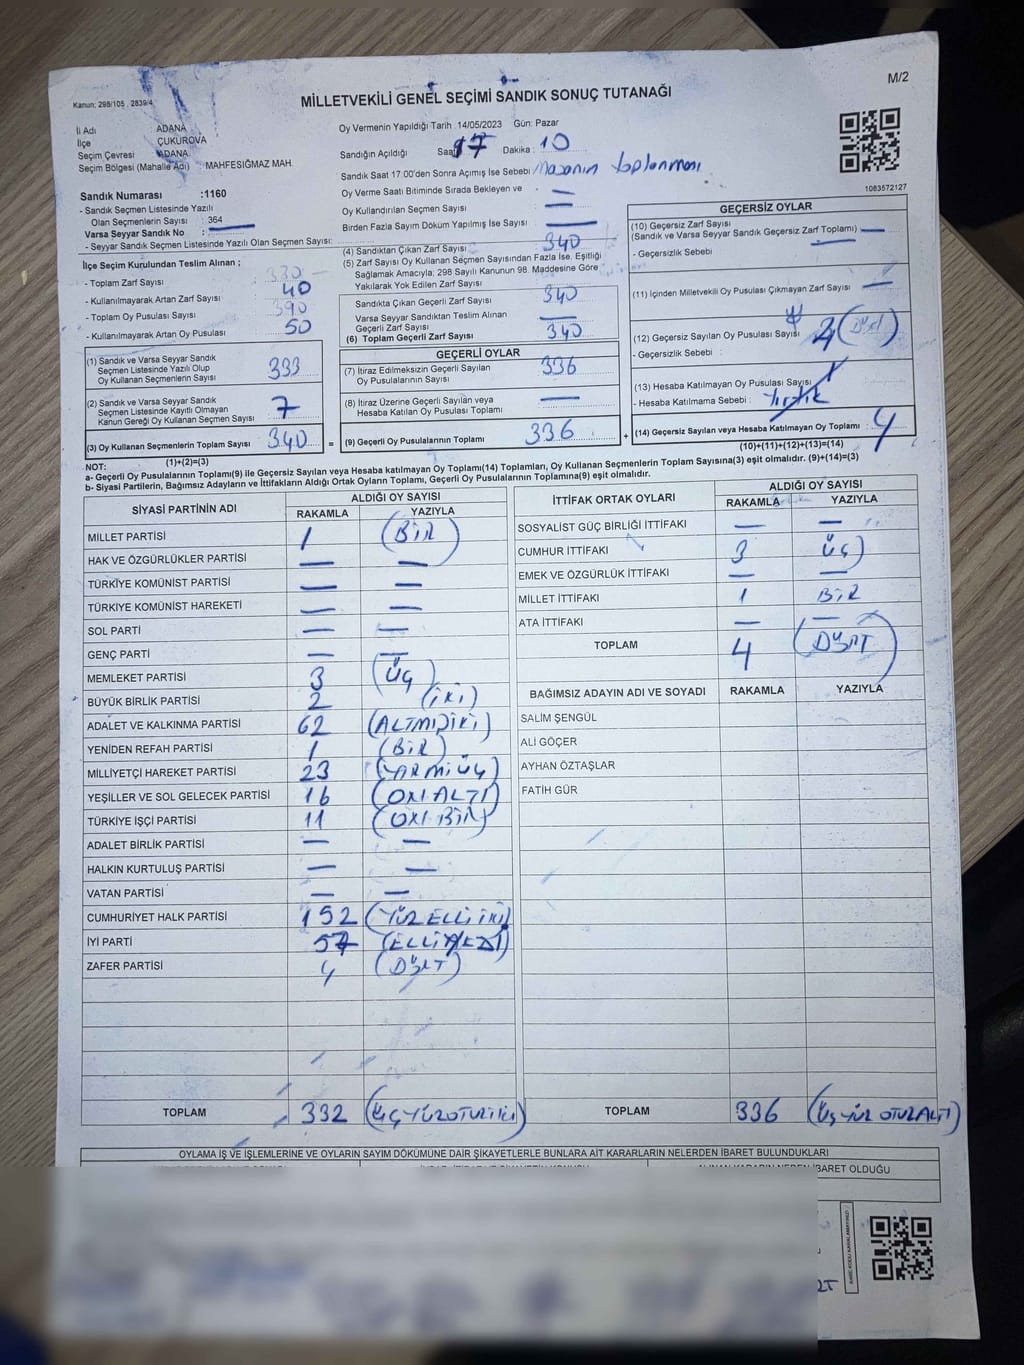 M/2
Kanun; 298/105 , 2839/4
MİLLETVEKİLİ GENEL SEÇİMİ SANDIK SONUÇ TUTANAĞI
İl Adı ADANA
İlçe ÇUKUROVA
Seçim Çevresi ADANA
Seçim Bölgesi (Mahalle Adı) : MAHFESIĞMAZ MAH.
Sandık Numarası :1160
- Sandık Seçmen Listesinde Yazılı
Olan Seçmenlerin Sayısı : 364
Varsa Seyyar Sandık No :
- Seyyar Sandık Seçmen Listesinde Yazılı Olan Seçmen Sayısı:
Oy Vermenin Yapıldığı Tarih 14/05/2023 Gün: Pazar
Sandığın Açıldığı Saat 17 Dakika : 10
Sandık Saat 17.00'den Sonra Açımış İse Sebebi : Masanın toplanması
Oy Verme Saati Bitiminde Sırada Bekleyen ve : —
Oy Kullandırılan Seçmen Sayısı —
Birden Fazla Sayım Döküm Yapılmış İse Sayısı : —
(4) Sandıktan Çıkan Zarf Sayısı 340
(5) Zarf Sayısı Oy Kullanan Seçmen Sayısından Fazla İse, Eşitliği
Sağlamak Amacıyla; 298 Sayılı Kanunun 98. Maddesine Göre
Yakılarak Yok Edilen Zarf Sayısı
İlçe Seçim Kurulundan Teslim Alınan ;
- Toplam Zarf Sayısı :
- Kullanılmayarak Artan Zarf Sayısı : 40
- Toplam Oy Pusulası Sayısı : 390
- Kullanılmayarak Artan Oy Pusulası : 50
Sandıkta Çıkan Geçerli Zarf Sayısı : 340
Varsa Seyyar Sandıktan Teslim Alınan
Geçerli Zarf Sayısı —
(6) Toplam Geçerli Zarf Sayısı : 340
(1) Sandık ve Varsa Seyyar Sandık
Seçmen Listesinde Yazılı Olup
Oy Kullanan Seçmenlerin Sayısı 333
(2) Sandık ve Varsa Seyyar Sandık
Seçmen Listesinde Kayıtlı Olmayan
Kanun Gereği Oy Kullanan Seçmen Sayısı 7
(3) Oy Kullanan Seçmenlerin Toplam Sayısı 340 =
(1)+(2)=(3)
GEÇERLİ OYLAR
(7) İtiraz Edilmeksizin Geçerli Sayılan
Oy Pusulalarının Sayısı 336
(8) İtiraz Üzerine Geçerli Sayılan veya
Hesaba Katılan Oy Pusulası Toplamı —
(9) Geçerli Oy Pusulalarının Toplamı 336 +
1083572127
GEÇERSİZ OYLAR
(10) Geçersiz Zarf Sayısı
(Sandık ve Varsa Seyyar Sandık Geçersiz Zarf Toplamı) —
- Geçersizlik Sebebi :
(11) İçinden Milletvekili Oy Pusulası Çıkmayan Zarf Sayısı : —
(12) Geçersiz Sayılan Oy Pusulası Sayısı : 4
- Geçersizlik Sebebi :
(13) Hesaba Katılmayan Oy Pusulası Sayısı
- Hesaba Katılmama Sebebi :
(14) Geçersiz Sayılan veya Hesaba Katılmayan Oy Toplamı : 4
(10)+(11)+(12)+(13)=(14)
NOT:
a- Geçerli Oy Pusulalarının Toplamı(9) ile Geçersiz Sayılan veya Hesaba katılmayan Oy Toplamı(14) Toplamları, Oy Kullanan Seçmenlerin Toplam Sayısına(3) eşit olmalıdır. (9)+(14)=(3)
b- Siyasi Partilerin, Bağımsız Adayların ve İttifakların Aldığı Ortak Oyların Toplamı, Geçerli Oy Pusulalarının Toplamına(9) eşit olmalıdır.
SİYASİ PARTİNİN ADI ALDIĞI OY SAYISI
RAKAMLA YAZIYLA
MİLLET PARTİSİ 1 (BİR)
HAK VE ÖZGÜRLÜKLER PARTİSİ — —
TÜRKİYE KOMÜNİST PARTİSİ — —
TÜRKİYE KOMÜNİST HAREKETİ — —
SOL PARTİ — —
GENÇ PARTİ — —
MEMLEKET PARTİSİ 3 (ÜÇ)
BÜYÜK BİRLİK PARTİSİ 2 (İKİ)
ADALET VE KALKINMA PARTİSİ 62 (ALTMIŞİKİ)
YENİDEN REFAH PARTİSİ 1 (BİR)
MİLLİYETÇİ HAREKET PARTİSİ 23 (YİRMİ ÜÇ)
YEŞİLLER VE SOL GELECEK PARTİSİ 16 (ON ALTI)
TÜRKİYE İŞÇİ PARTİSİ 11 (ON BİR)
ADALET BİRLİK PARTİSİ — —
HALKIN KURTULUŞ PARTİSİ — —
VATAN PARTİSİ — —
CUMHURİYET HALK PARTİSİ 152 (YÜZ ELLİ İKİ)
İYİ PARTİ 57 (ELLİ YEDİ)
ZAFER PARTİSİ 4 (DÖRT)
TOPLAM 332 (ÜÇ YÜZ OTUZ İKİ)
İTTİFAK ORTAK OYLARI ALDIĞI OY SAYISI
RAKAMLA YAZIYLA
SOSYALİST GÜÇ BİRLİĞİ İTTİFAKI — —
CUMHUR İTTİFAKI 3 ÜÇ)
EMEK VE ÖZGÜRLÜK İTTİFAKI — —
MİLLET İTTİFAKI 1 BİR
ATA İTTİFAKI — —
TOPLAM 4 (DÖRT)
BAĞIMSIZ ADAYIN ADI VE SOYADI RAKAMLA YAZIYLA
SALİM ŞENGÜL
ALİ GÖÇER
AYHAN ÖZTAŞLAR
FATİH GÜR
TOPLAM 336 (ÜÇ YÜZ OTUZ ALTI)
OYLAMA İŞ VE İŞLEMLERİNE VE OYLARIN SAYIM DÖKÜMÜNE DAİR ŞİKAYETLERLE BUNLARA AİT KARARLARIN NELERDEN İBARET BULUNDUKLARI